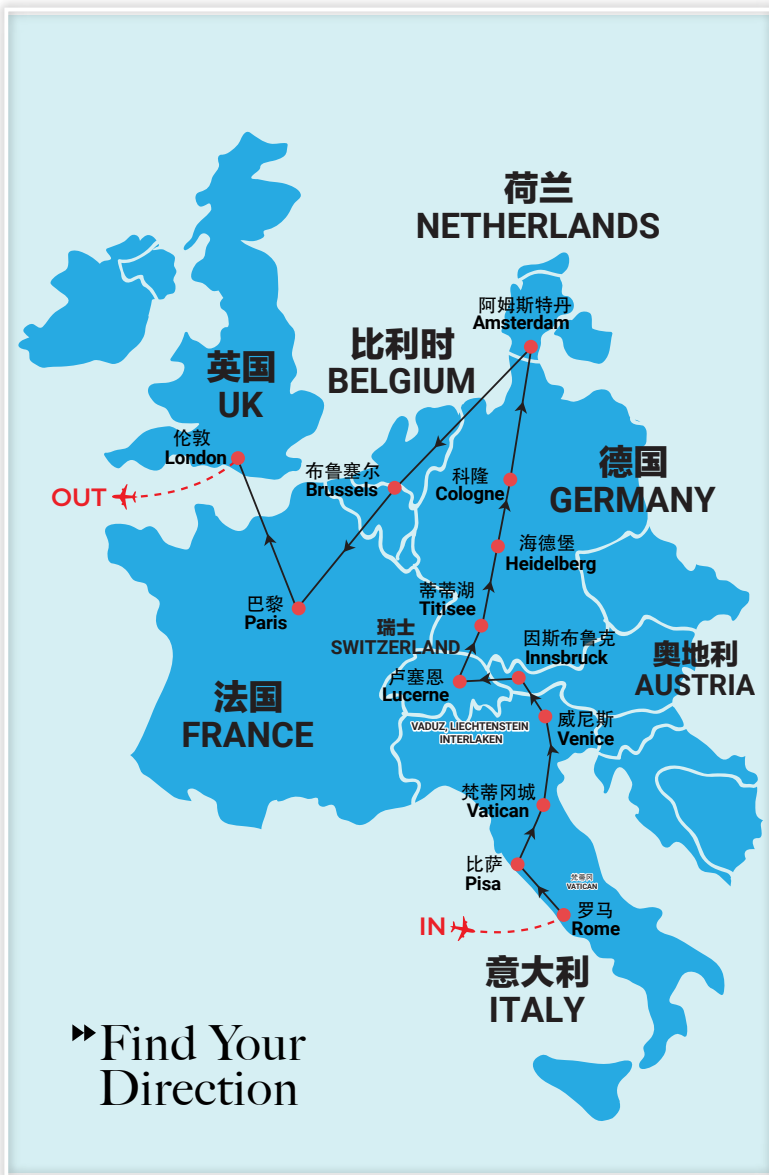 荷兰
NETHERLANDS
阿姆斯特丹
Amsterdam
比利时
BELGIUM
英国
UK
伦敦
London
OUT
布鲁塞尔
Brussels
科隆
Cologne
德国
GERMANY
海德堡
Heidelberg
蒂蒂湖
Titisee
巴黎
Paris
瑞士
SWITZERLAND
因斯布鲁克
Innsbruck
奥地利
AUSTRIA
卢塞恩
Lucerne
法国
FRANCE
VADUZ, LIECHTENSTEIN
INTERLAKEN
威尼斯
Venice
梵蒂冈城
Vatican
比萨
Pisa
梵蒂冈
VATICAN
罗马
Rome
IN
意大利
ITALY
Find Your
Direction